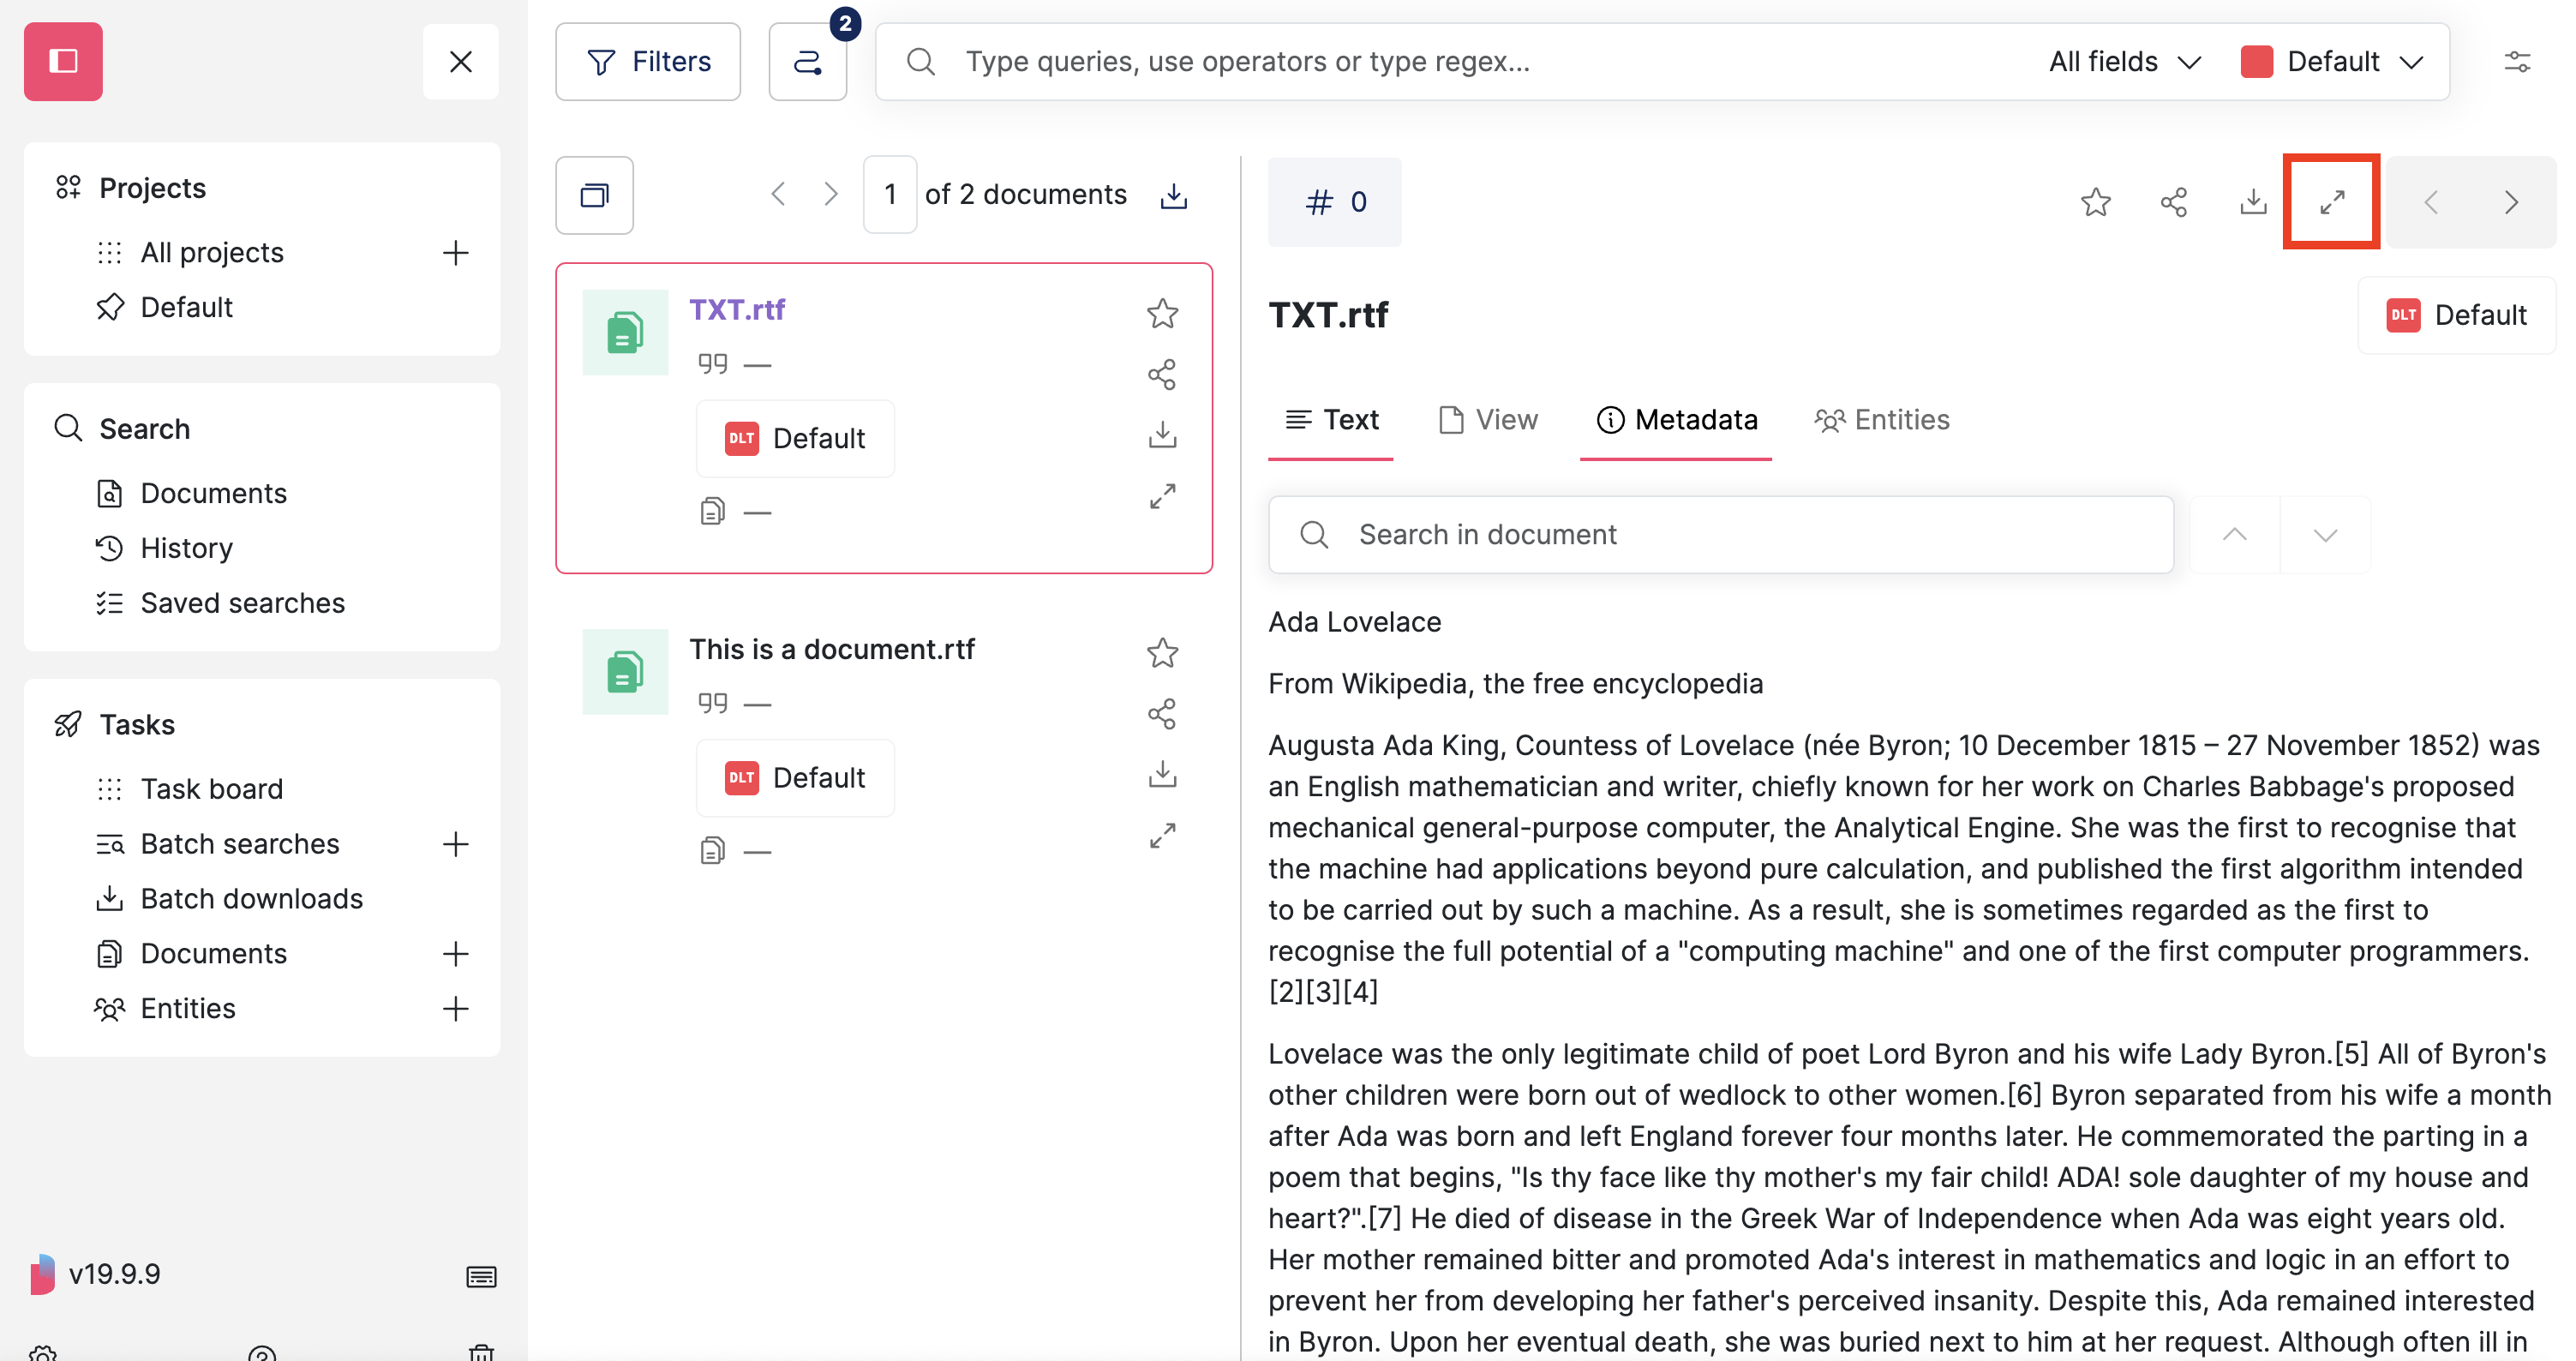 Projects
All projects
Default
Search
Documents
History
Saved searches
Tasks
Task board
Batch searches
Batch downloads
Documents
Entities
v19.9.9
Filters
2
Type queries, use operators or type regex...
All fields
Default
1 of 2 documents
TXT.rtf
—
DLT Default
—
This is a document.rtf
—
DLT Default
—
# 0
TXT.rtf
DLT Default
Text
View
Metadata
Entities
Search in document
Ada Lovelace
From Wikipedia, the free encyclopedia
Augusta Ada King, Countess of Lovelace (née Byron; 10 December 1815 – 27 November 1852) was
an English mathematician and writer, chiefly known for her work on Charles Babbage's proposed
mechanical general-purpose computer, the Analytical Engine. She was the first to recognise that
the machine had applications beyond pure calculation, and published the first algorithm intended
to be carried out by such a machine. As a result, she is sometimes regarded as the first to
recognise the full potential of a "computing machine" and one of the first computer programmers.
[2][3][4]
Lovelace was the only legitimate child of poet Lord Byron and his wife Lady Byron.[5] All of Byron's
other children were born out of wedlock to other women.[6] Byron separated from his wife a month
after Ada was born and left England forever four months later. He commemorated the parting in a
poem that begins, "Is thy face like thy mother's my fair child! ADA! sole daughter of my house and
heart?".[7] He died of disease in the Greek War of Independence when Ada was eight years old.
Her mother remained bitter and promoted Ada's interest in mathematics and logic in an effort to
prevent her from developing her father's perceived insanity. Despite this, Ada remained interested
in Byron. Upon her eventual death, she was buried next to him at her request. Although often ill in